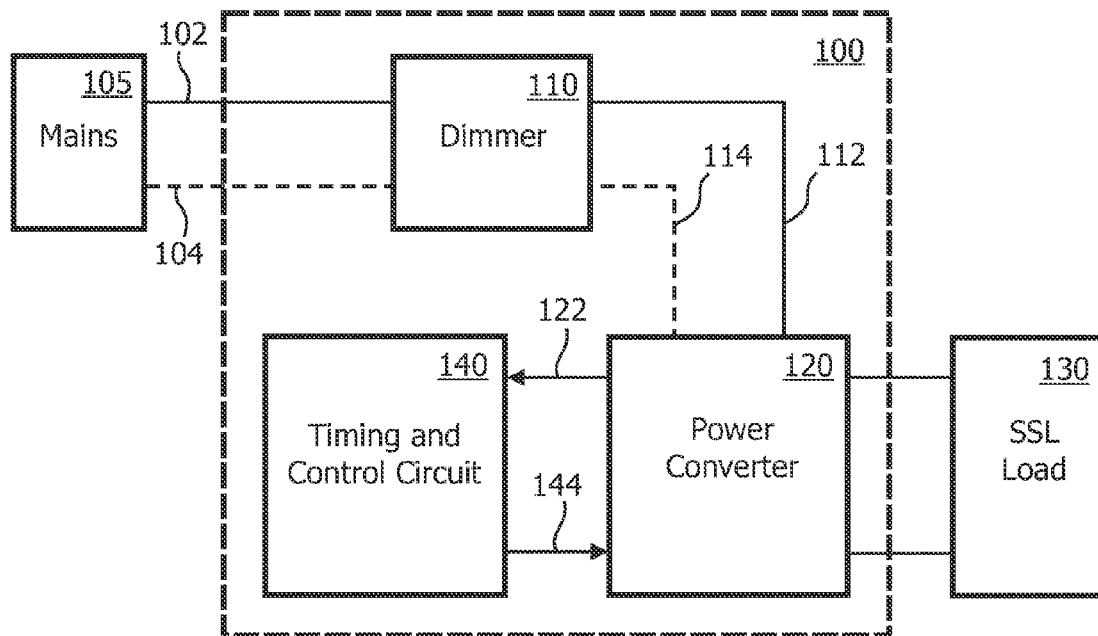 102
105
Mains
104
100
110
Dimmer
114
112
122
140
Timing and
Control Circuit
144
120
Power
Converter
130
SSL
Load